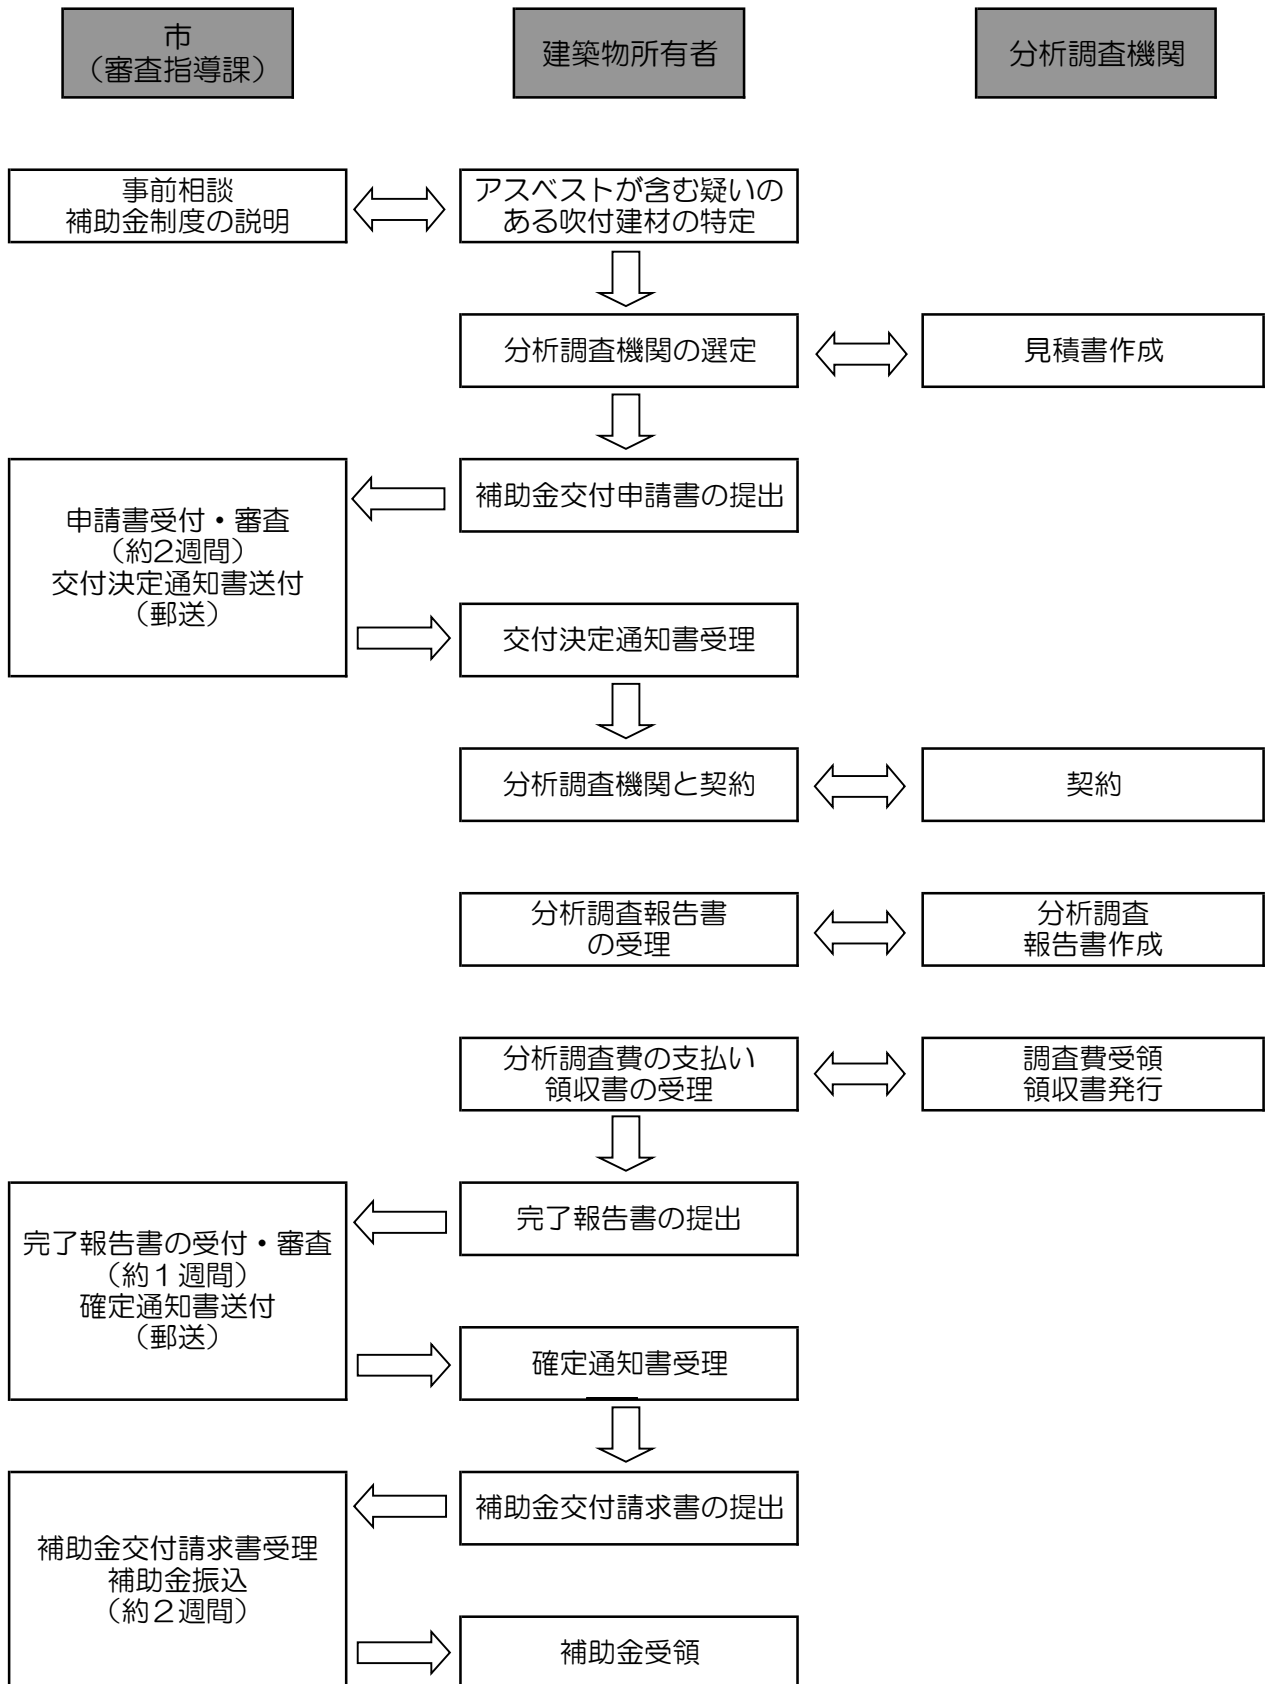 市
（審査指導課）
建築物所有者
分析調査機関
事前相談
補助金制度の説明
アスベストが含む疑いの
ある吹付建材の特定
分析調査機関の選定
見積書作成
補助金交付申請書の提出
申請書受付・審査
（約2週間）
交付決定通知書送付
（郵送）
交付決定通知書受理
分析調査機関と契約
契約
分析調査報告書
の受理
分析調査
報告書作成
分析調査費の支払い
領収書の受理
調査費受領
領収書発行
完了報告書の提出
完了報告書の受付・審査
（約１週間）
確定通知書送付
（郵送）
確定通知書受理
補助金交付請求書の提出
補助金交付請求書受理
補助金振込
（約２週間）
補助金受領